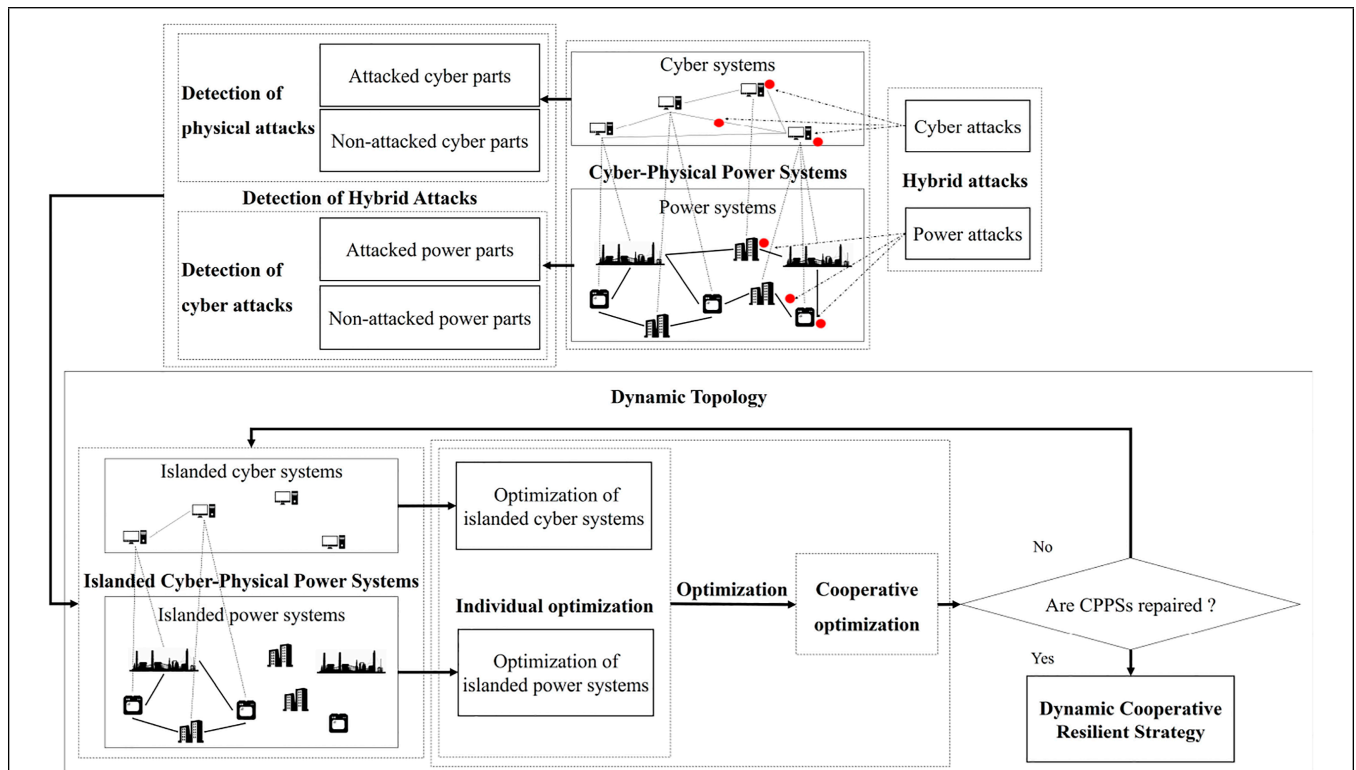 Attacked cyber parts
Detection of
physical attacks
Non-attacked cyber parts
Detection of Hybrid Attacks
Attacked power parts
Detection of
cyber attacks
Non-attacked power parts
Cyber systems
Cyber-Physical Power Systems
Power systems
Cyber attacks
Hybrid attacks
Power attacks
Dynamic Topology
Islanded cyber systems
Islanded Cyber-Physical Power Systems
Islanded power systems
Optimization of
islanded cyber systems
Individual optimization
Optimization of
islanded power systems
Optimization
Cooperative
optimization
No
Are CPPSs repaired ?
Yes
Dynamic Cooperative
Resilient Strategy